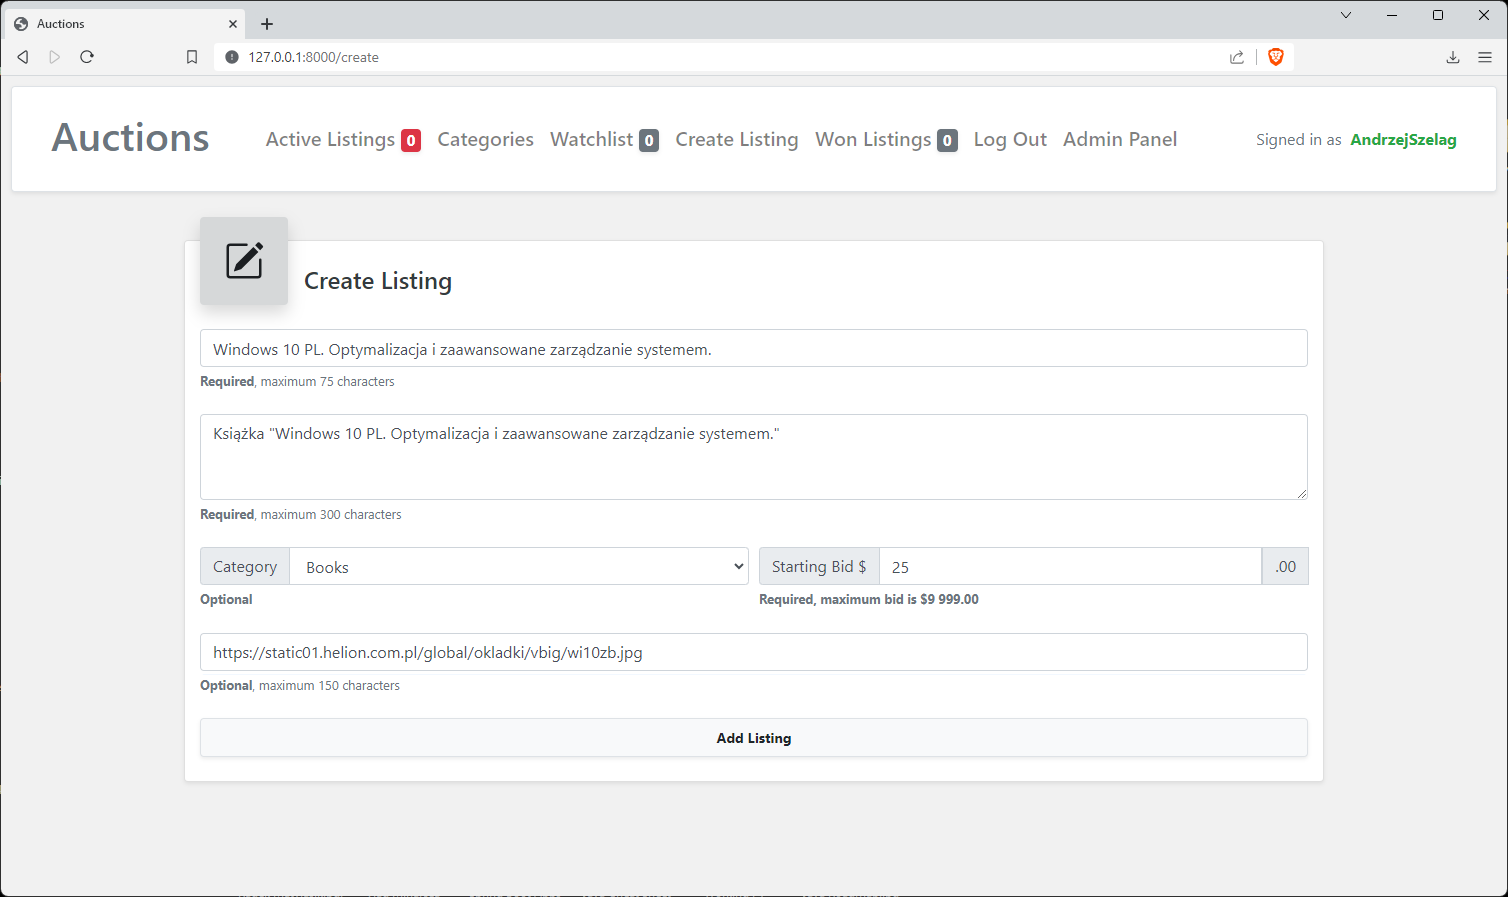 Auctions
127.0.0.1:8000/create
Auctions Active Listings 0 Categories Watchlist 0 Create Listing Won Listings 0 Log Out Admin Panel Signed in as AndrzejSzelag
Create Listing
Windows 10 PL. Optymalizacja i zaawansowane zarządzanie systemem.
Required, maximum 75 characters
Książka "Windows 10 PL. Optymalizacja i zaawansowane zarządzanie systemem."
Required, maximum 300 characters
Category Books Starting Bid $ 25 .00
Optional Required, maximum bid is $9 999.00
https://static01.helion.com.pl/global/okladki/vbig/wi10zb.jpg
Optional, maximum 150 characters
Add Listing